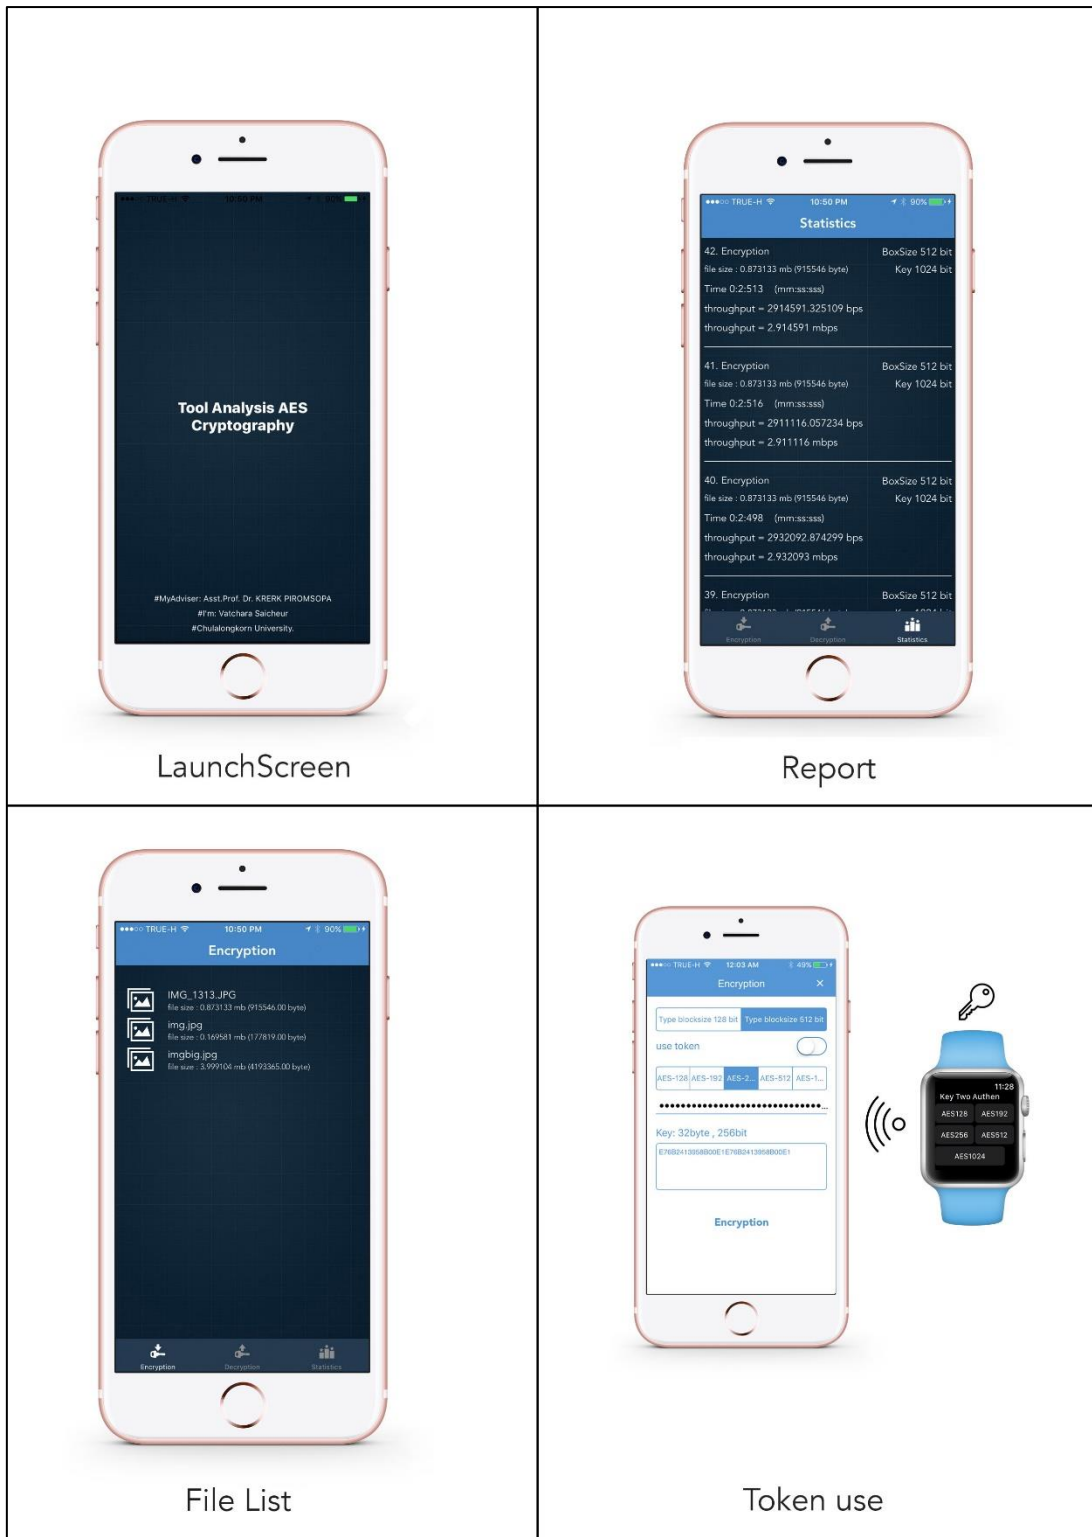 ●●●○○ TRUE-H 10:50 PM 90%
Tool Analysis AES
Cryptography
#MyAdviser: Asst.Prof. Dr. KRERK PIROMSOPA
#I'm: Vatchara Saicheur
#Chulalongkorn University.
LaunchScreen
●●●○○ TRUE-H 10:50 PM 90%
Statistics
42. Encryption BoxSize 512 bit
file size : 0.873133 mb (915546 byte) Key 1024 bit
Time 0:2:513 (mm:ss:sss)
throughput = 2914591.325109 bps
throughput = 2.914591 mbps
41. Encryption BoxSize 512 bit
file size : 0.873133 mb (915546 byte) Key 1024 bit
Time 0:2:516 (mm:ss:sss)
throughput = 2911116.057234 bps
throughput = 2.911116 mbps
40. Encryption BoxSize 512 bit
file size : 0.873133 mb (915546 byte) Key 1024 bit
Time 0:2:498 (mm:ss:sss)
throughput = 2932092.874299 bps
throughput = 2.932093 mbps
39. Encryption BoxSize 512 bit
Encryption Decryption Statistics
Report
●●●○○ TRUE-H 10:50 PM 90%
Encryption
IMG_1313.JPG
file size : 0.873133 mb (915546.00 byte)
img.jpg
file size : 0.169581 mb (177819.00 byte)
imgbig.jpg
file size : 3.999104 mb (4193365.00 byte)
Encryption Decryption Statistics
File List
●●●○○ TRUE-H 12:03 AM 49%
Encryption ×
Type blocksize 128 bit Type blocksize 512 bit
use token
AES-128 AES-192 AES-2... AES-512 AES-1...
Key: 32byte , 256bit
E76B2413958B00E1E76B2413958B00E1
Encryption
11:28
Key Two Authen
AES128 AES192
AES256 AES512
AES1024
Token use